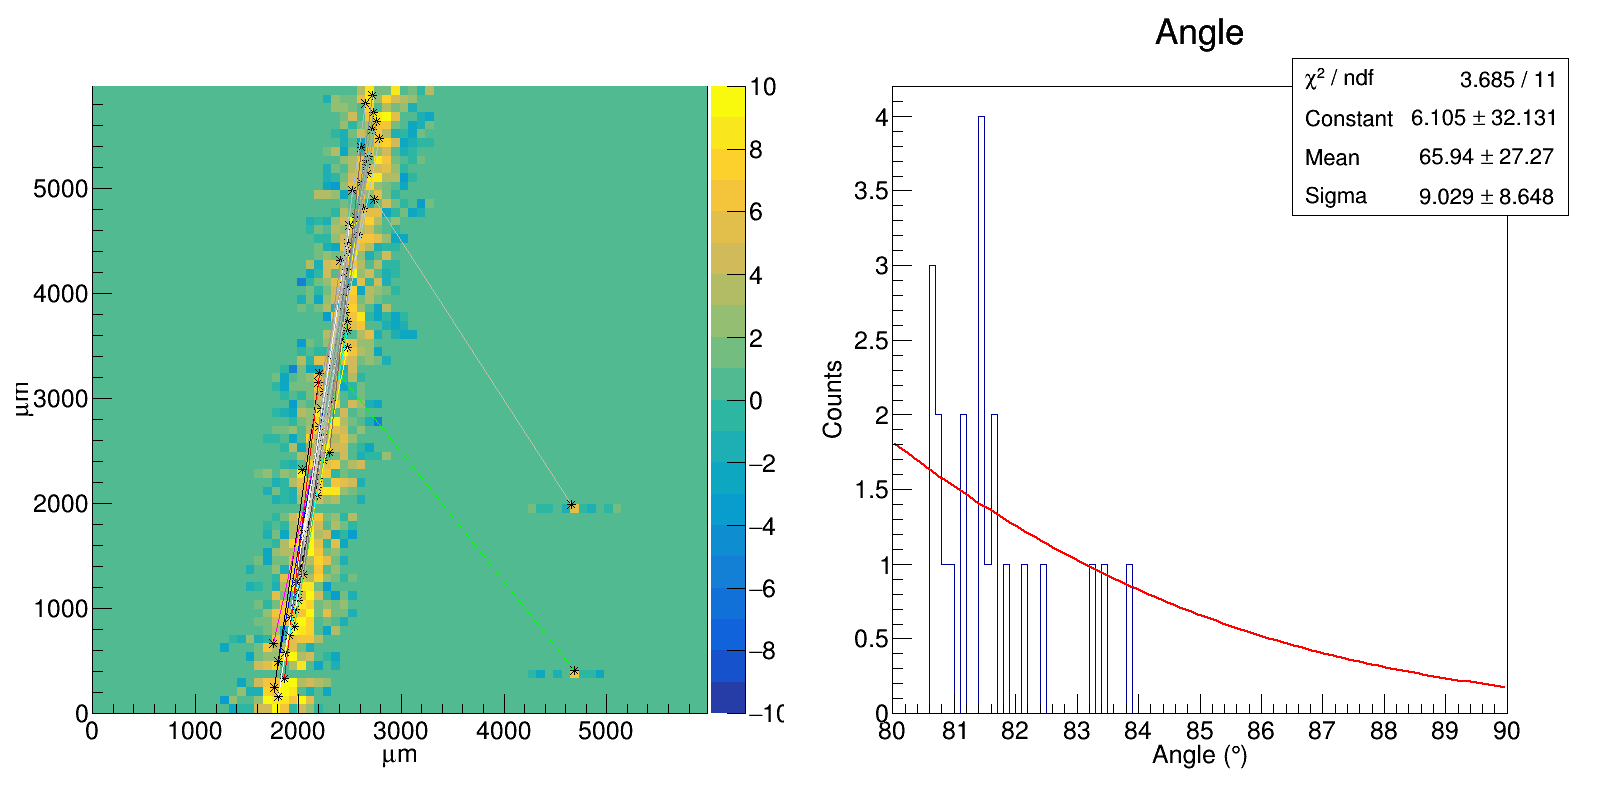 Angle
χ² / ndf 3.685 / 11
Constant 6.105 ± 32.131
Mean 65.94 ± 27.27
Sigma 9.029 ± 8.648
10
8
6
4
2
0
−2
−4
−6
−8
−10
5000
4000
3000
2000
1000
0
μm
0 1000 2000 3000 4000 5000
μm
4
3.5
3
2.5
2
1.5
1
0.5
0
Counts
80 81 82 83 84 85 86 87 88 89 90
Angle (°)